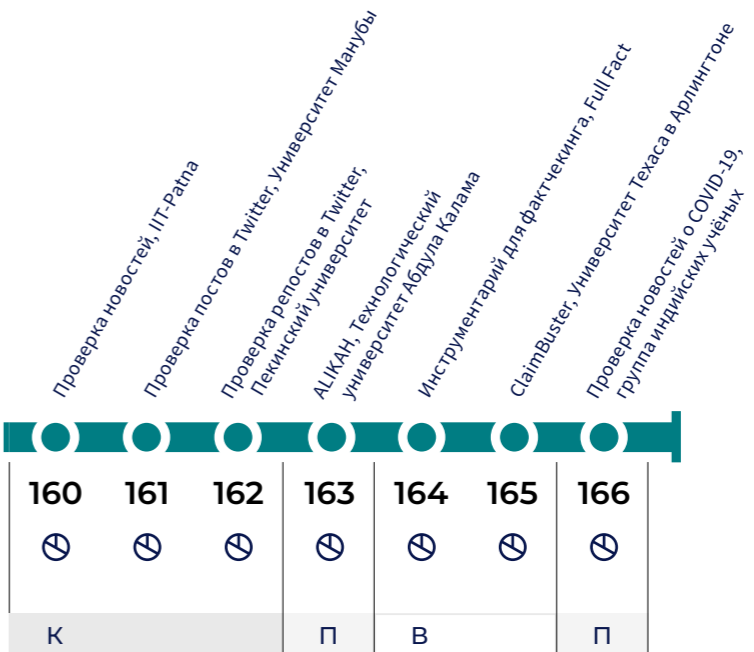 Проверка новостей, IIT-Patna
Проверка постов в Twitter, Университет Манубы
Проверка репостов в Twitter,
Пекинский университет
ALIKAH, Технологический
университет Абдула Калама
Инструментарий для фактчекинга, Full Fact
ClaimBuster, Университет Техаса в Арлингтоне
Проверка новостей о COVID-19,
группа индийских учёных
160 161 162 163 164 165 166
К П В П